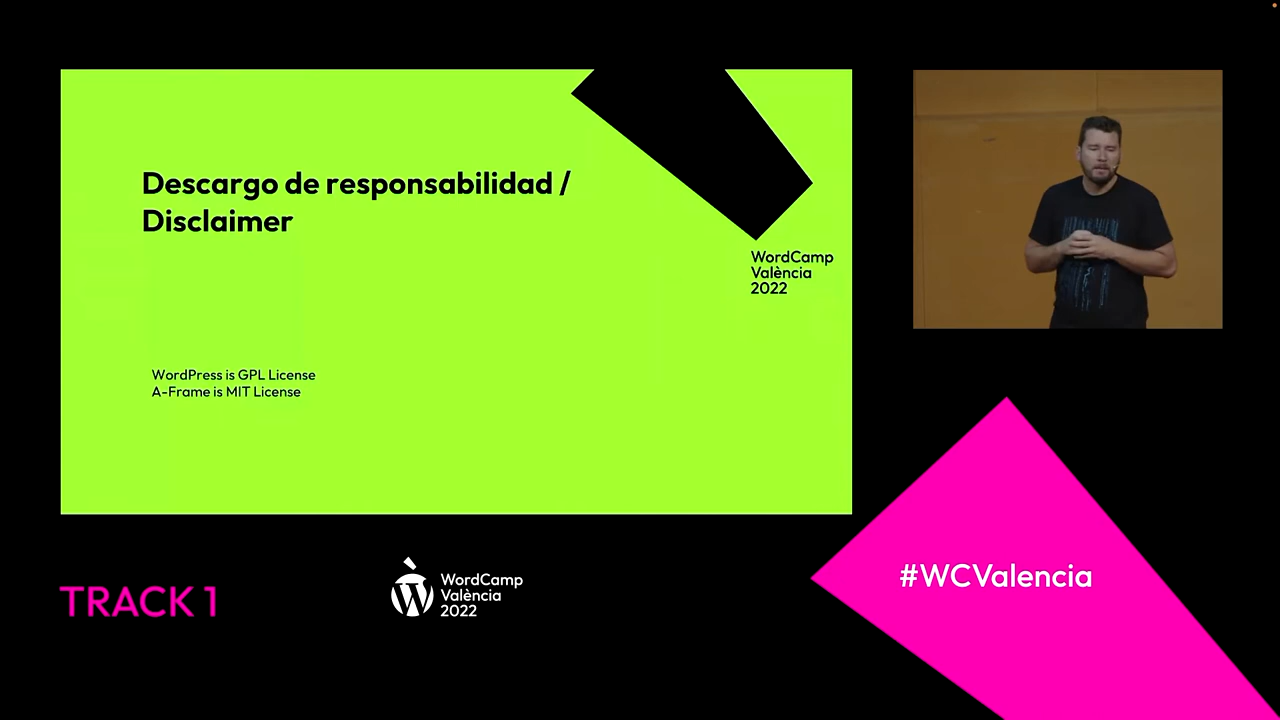 Descargo de responsabilidad /
Disclaimer
WordCamp
València
2022
WordPress is GPL License
A-Frame is MIT License
TRACK 1
WordCamp
València
2022
#WCValencia